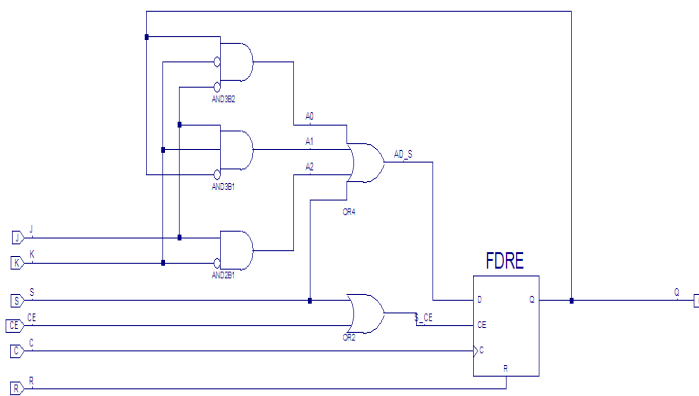 AND3B2
A0
A1
AND3B1
A2
AD_S
OR4
J
J
AND2B1
K
K
FDRE
S
S
D
Q
Q
CE
CE
S_CE
CE
OR2
C
C
C
R
R
R